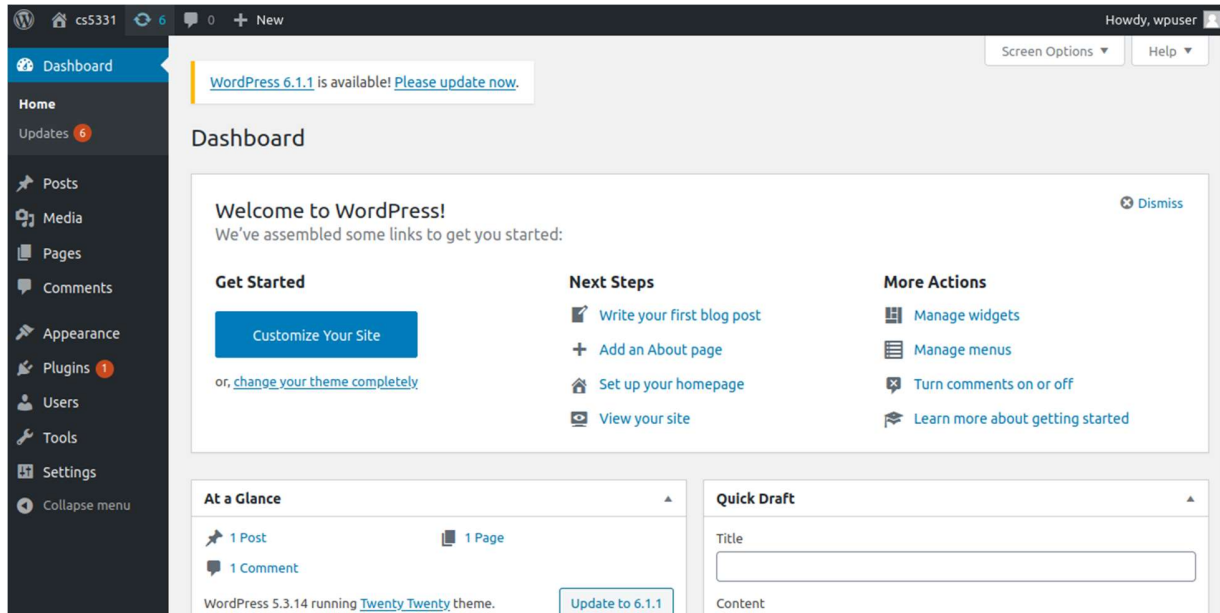 cs5331 6 0 + New Howdy, wpuser
Screen Options ▼ Help ▼
Dashboard
Home
Updates 6
Posts
Media
Pages
Comments
Appearance
Plugins 1
Users
Tools
Settings
Collapse menu
WordPress 6.1.1 is available! Please update now.
Dashboard
Welcome to WordPress!
We've assembled some links to get you started:
Dismiss
Get Started
Customize Your Site
or, change your theme completely
Next Steps
Write your first blog post
Add an About page
Set up your homepage
View your site
More Actions
Manage widgets
Manage menus
Turn comments on or off
Learn more about getting started
At a Glance
1 Post
1 Page
1 Comment
WordPress 5.3.14 running Twenty Twenty theme.
Update to 6.1.1
Quick Draft
Title
Content